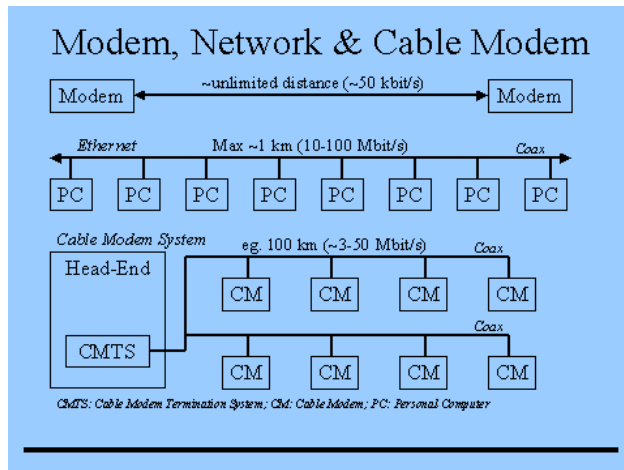 Modem, Network & Cable Modem
~unlimited distance (~50 kbit/s)
Modem Modem
Ethernet Max ~1 km (10-100 Mbit/s) Coax
PC PC PC PC PC PC PC PC
Cable Modem System
eg. 100 km (~3-50 Mbit/s) Coax
Head-End
CM CM CM CM
Coax
CMTS
CM CM CM CM
CMTS: Cable Modem Termination System; CM: Cable Modem; PC: Personal Computer